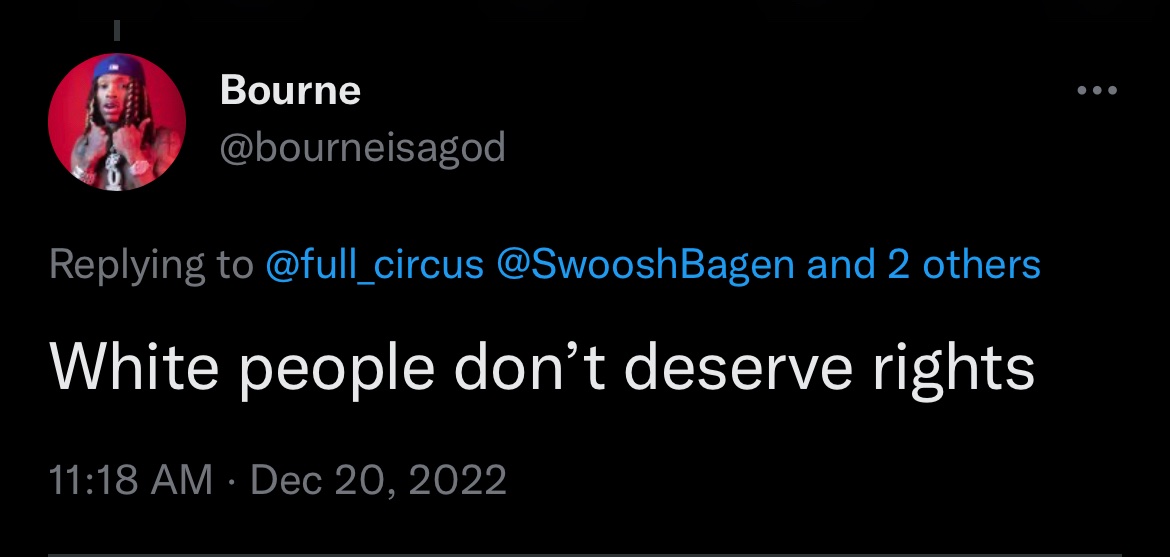 Bourne
@bourneisagod
Replying to @full_circus @SwooshBagen and 2 others
White people don’t deserve rights
11:18 AM · Dec 20, 2022